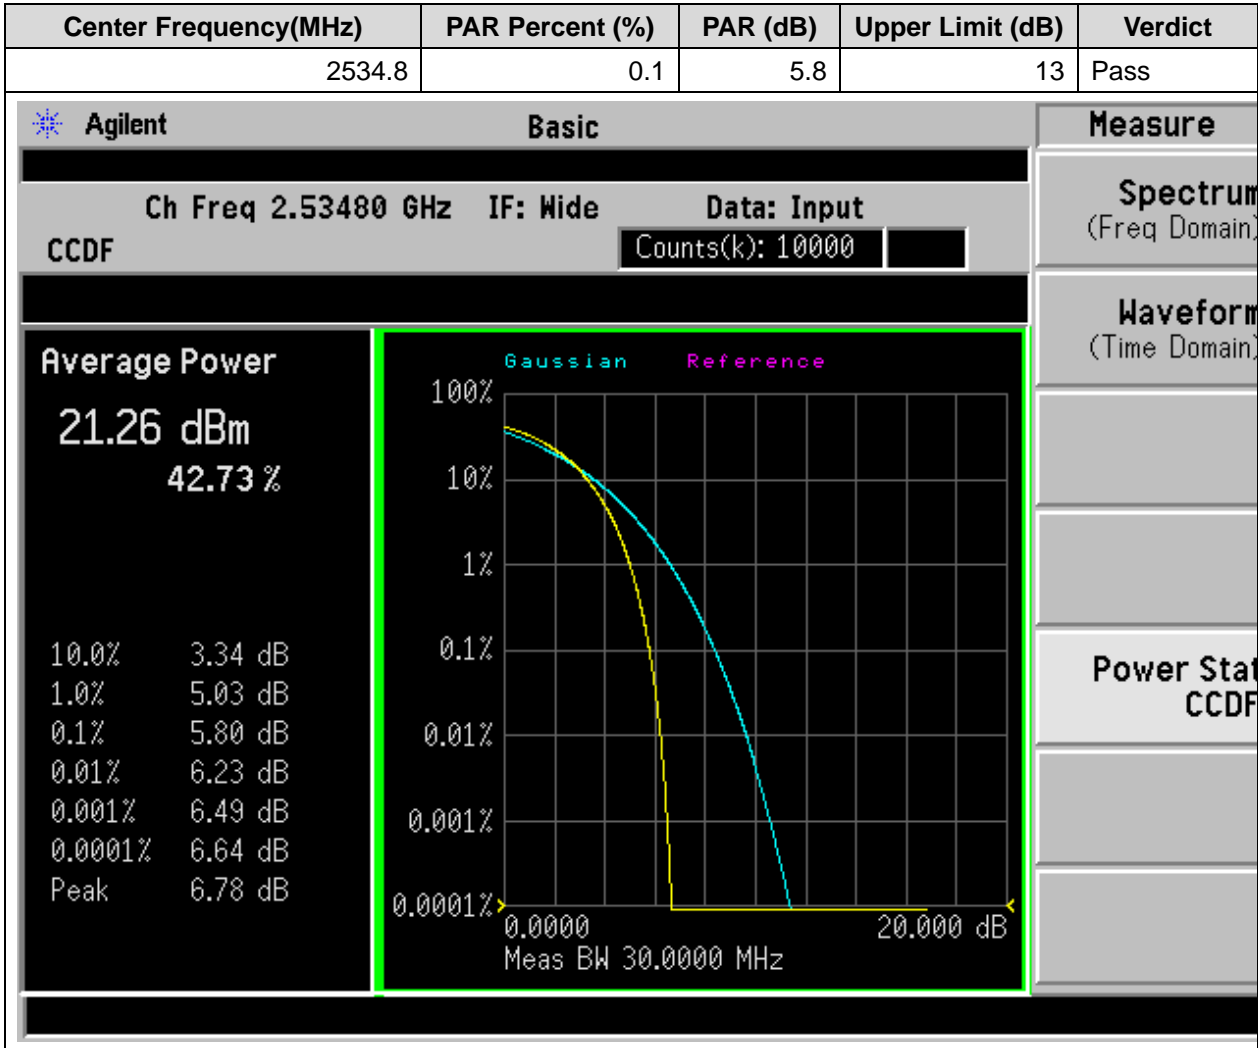 Center Frequency(MHz) PAR Percent (%) PAR (dB) Upper Limit (dB) Verdict
2534.8 0.1 5.8 13 Pass
Agilent Basic Measure
Ch Freq 2.53480 GHz IF: Wide Data: Input
CCDF Counts(k): 10000
Average Power
21.26 dBm
42.73 %
10.0% 3.34 dB
1.0% 5.03 dB
0.1% 5.80 dB
0.01% 6.23 dB
0.001% 6.49 dB
0.0001% 6.64 dB
Peak 6.78 dB
Gaussian Reference
100%
10%
1%
0.1%
0.01%
0.001%
0.0001%
0.0000 20.000 dB
Meas BW 30.0000 MHz
Spectrum
(Freq Domain)
Waveform
(Time Domain)
Power Stat
CCDF